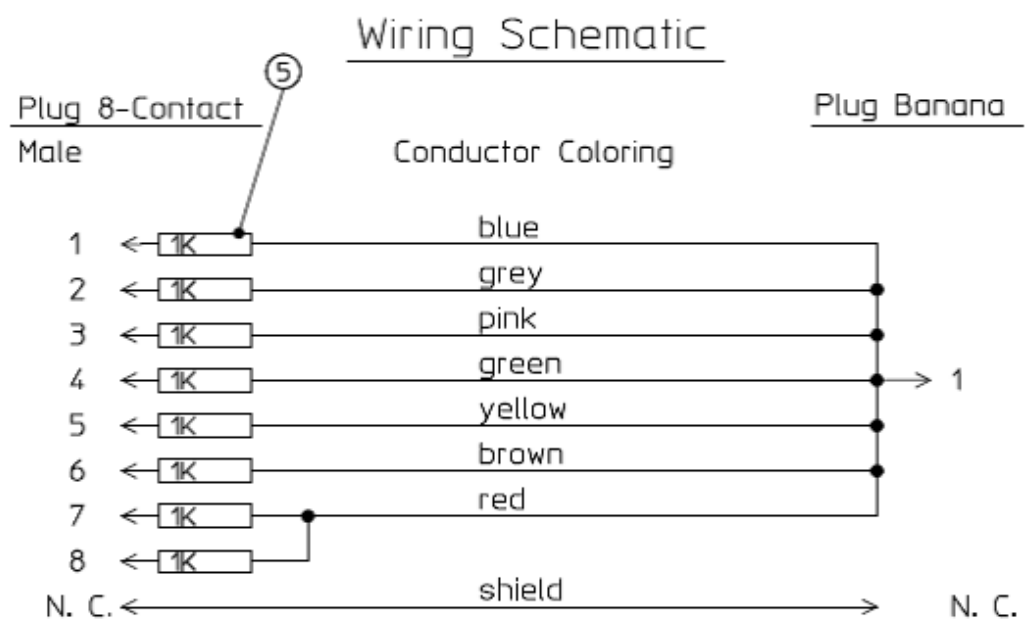 Wiring Schematic
5
Plug 8-Contact
Plug Banana
Male
Conductor Coloring
1 1K blue
2 1K grey
3 1K pink
4 1K green 1
5 1K yellow
6 1K brown
7 1K red
8 1K
N. C. shield N. C.